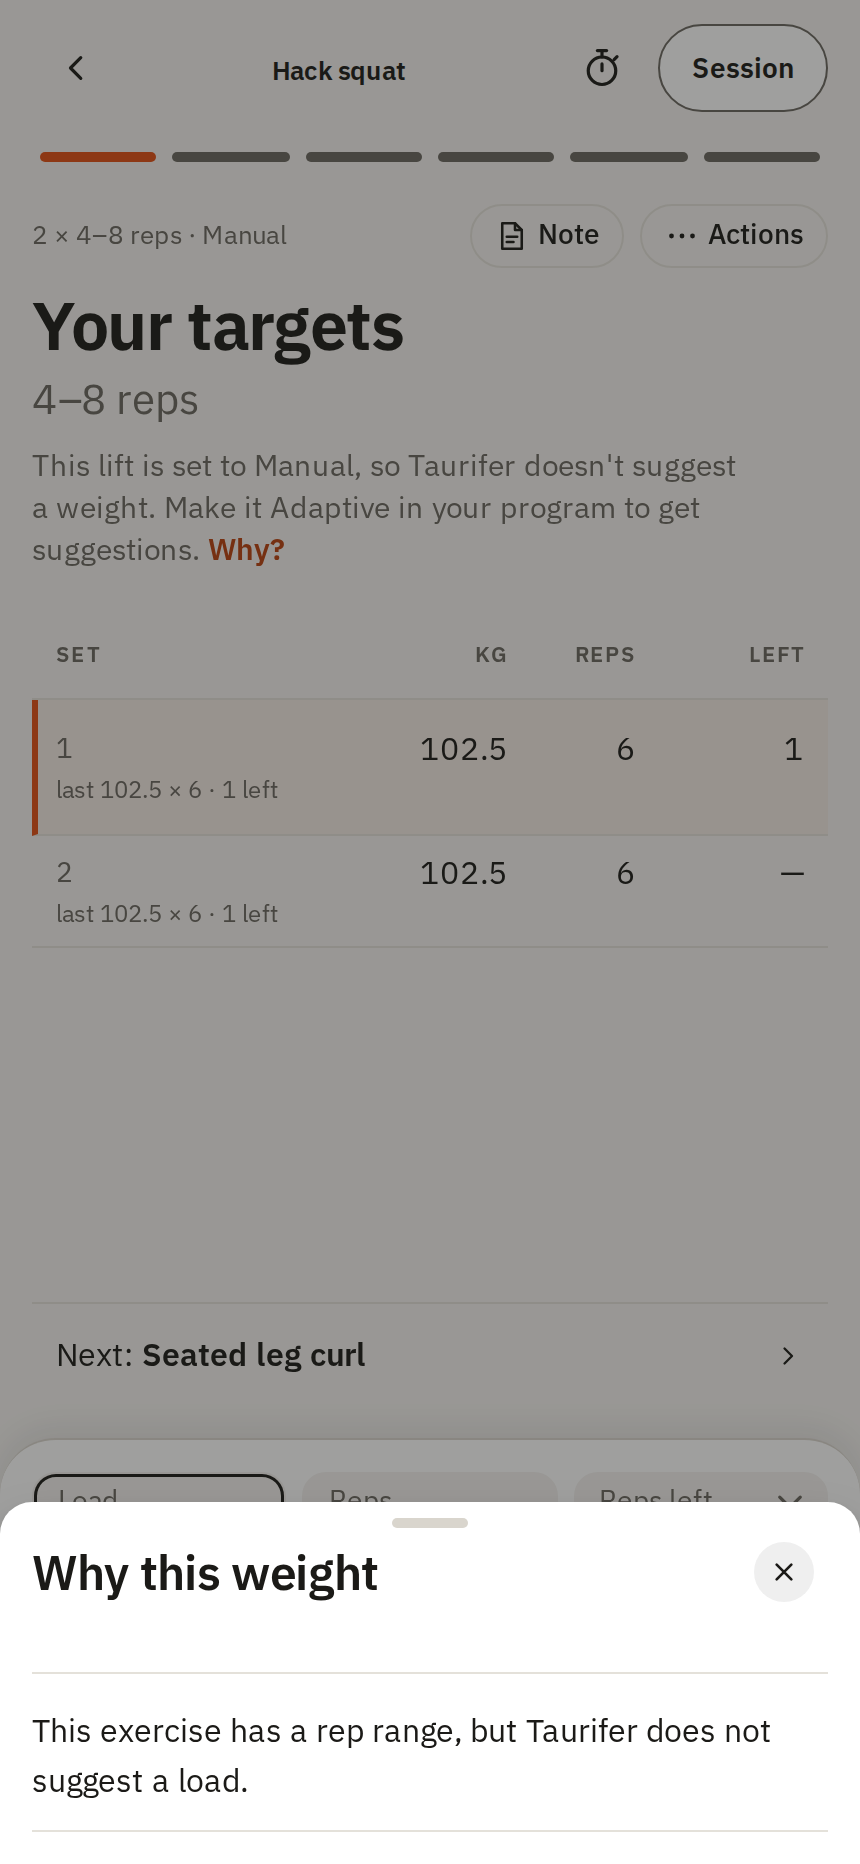 Hack squat
Session
2 × 4–8 reps · Manual
Note
Actions
Your targets
4–8 reps
This lift is set to Manual, so Taurifer doesn't suggest
a weight. Make it Adaptive in your program to get
suggestions. Why?
SET KG REPS LEFT
1 102.5 6 1
last 102.5 × 6 · 1 left
2 102.5 6 —
last 102.5 × 6 · 1 left
Next: Seated leg curl
Load Reps Reps left
Why this weight
This exercise has a rep range, but Taurifer does not
suggest a load.